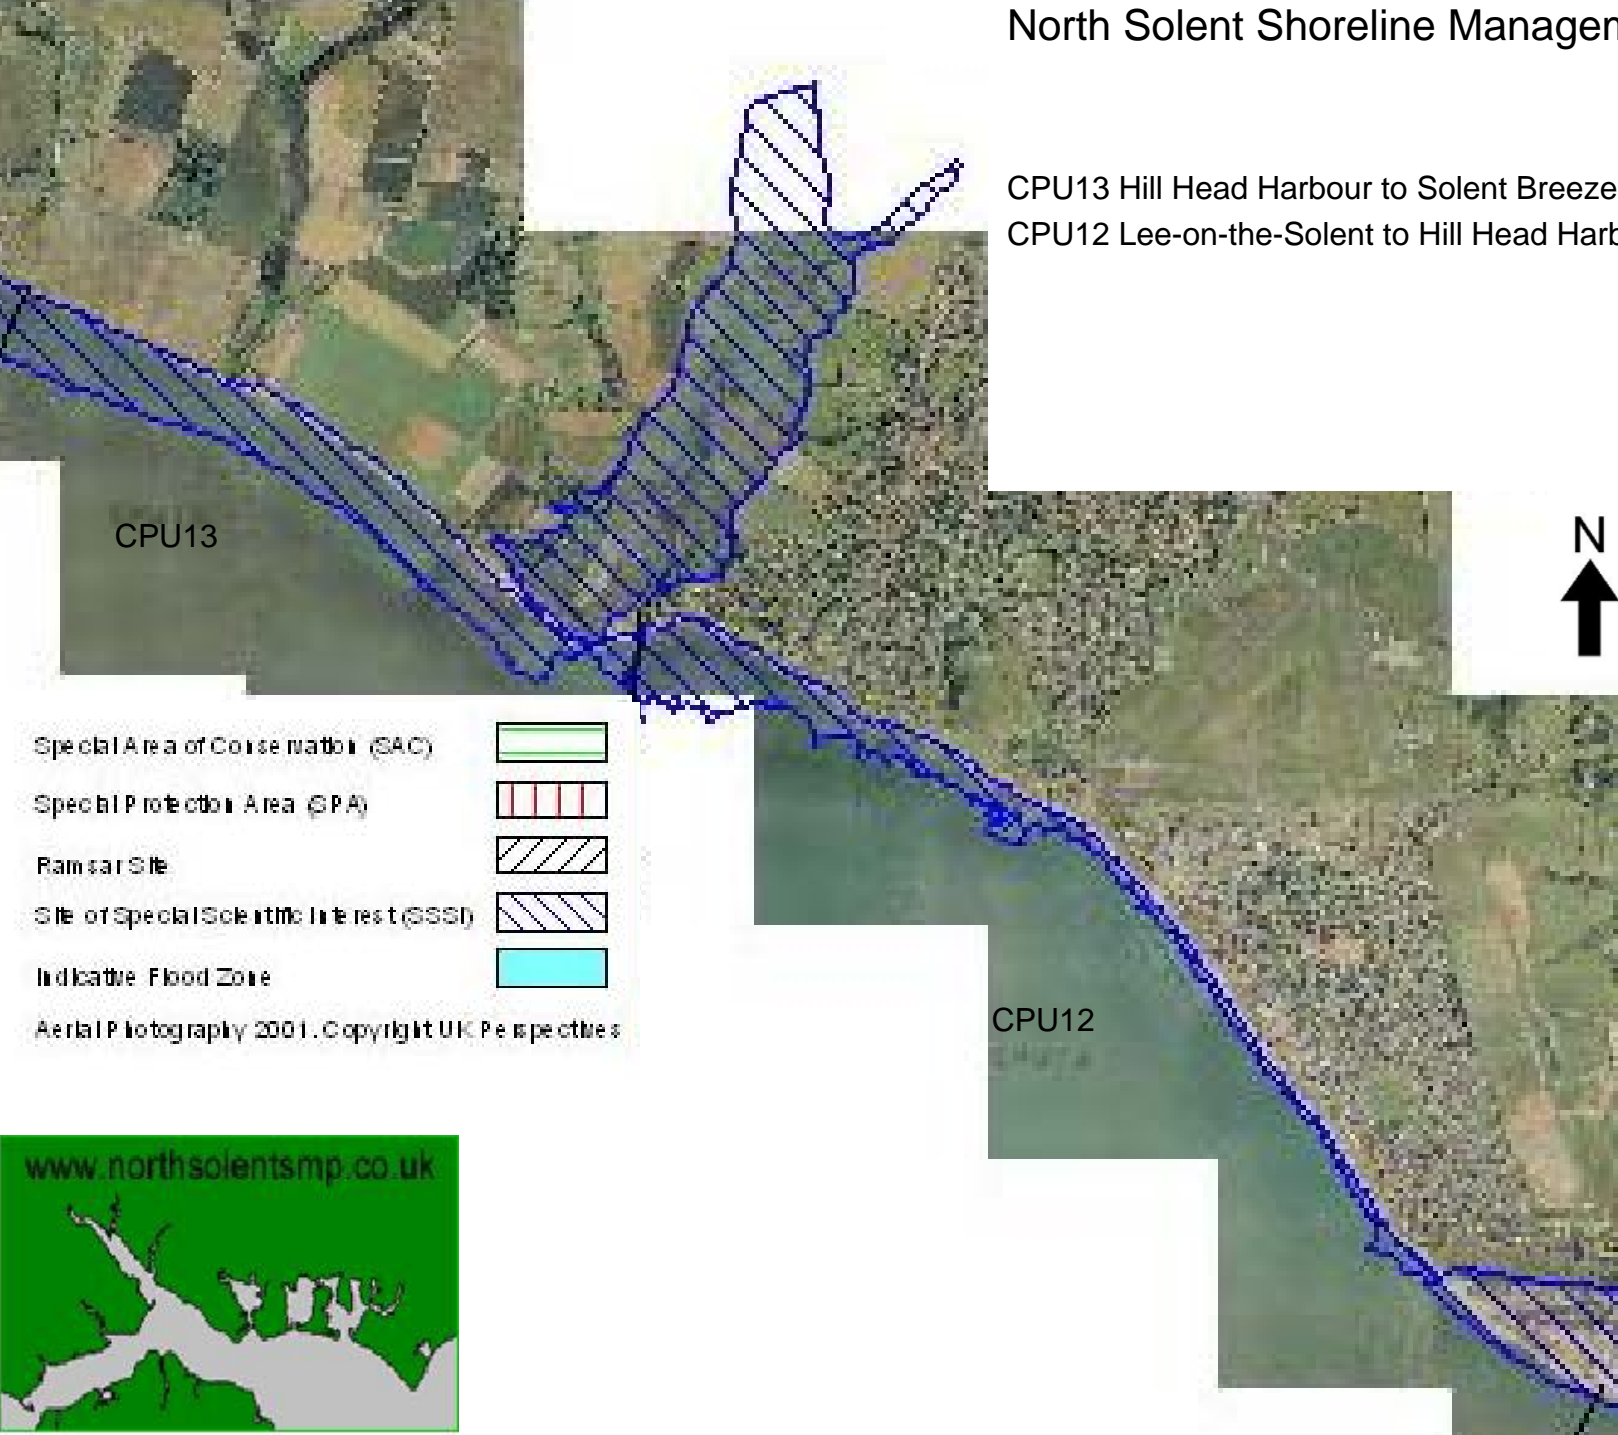 North Solent Shoreline Managem
CPU13 Hill Head Harbour to Solent Breeze
CPU12 Lee-on-the-Solent to Hill Head Harb
N
CPU13
Special Area of Conservation (SAC)
Special Protection Area (SPA)
Ramsar Site
Site of Special Scientific Interest (SSSI)
Indicative Flood Zone
Aerial Photography 2001. Copyright UK Perspectives
CPU12
www.northsolentsmp.co.uk